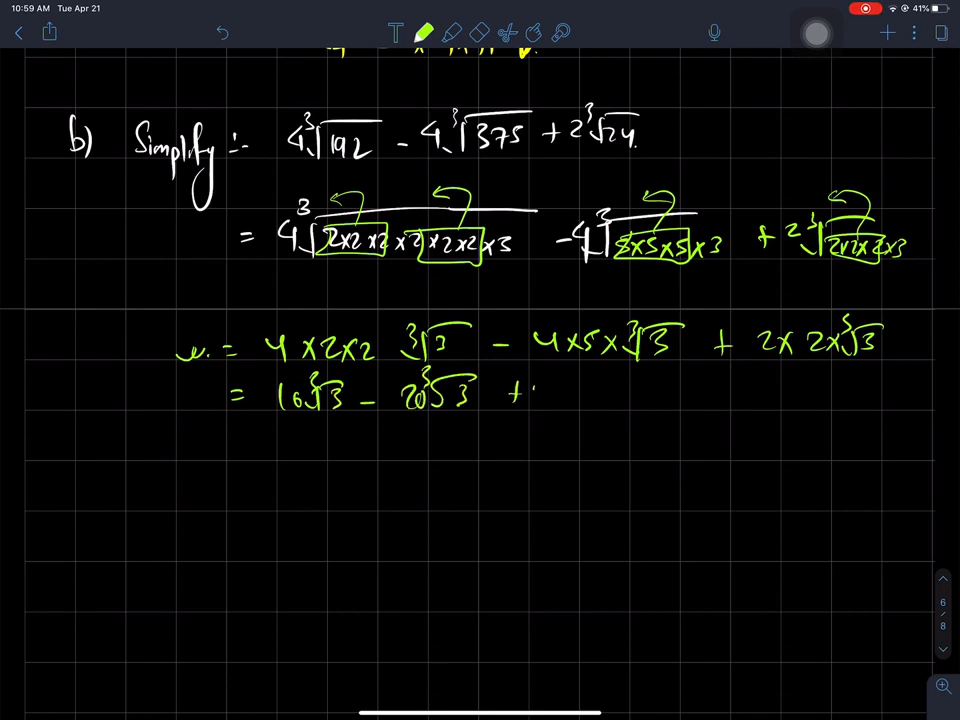 10:59 AM Tue Apr 21 41%
b) Simplify :- 4∛192 - 4∛375 + 2∛24
= 4∛2×2×2×2×2×2×3 - 4∛5×5×5×3 + 2∛2×2×2×3
= 4×2×2 ∛3 - 4×5×∛3 + 2×2×∛3
= 16∛3 - 20∛3 +
6
/
8